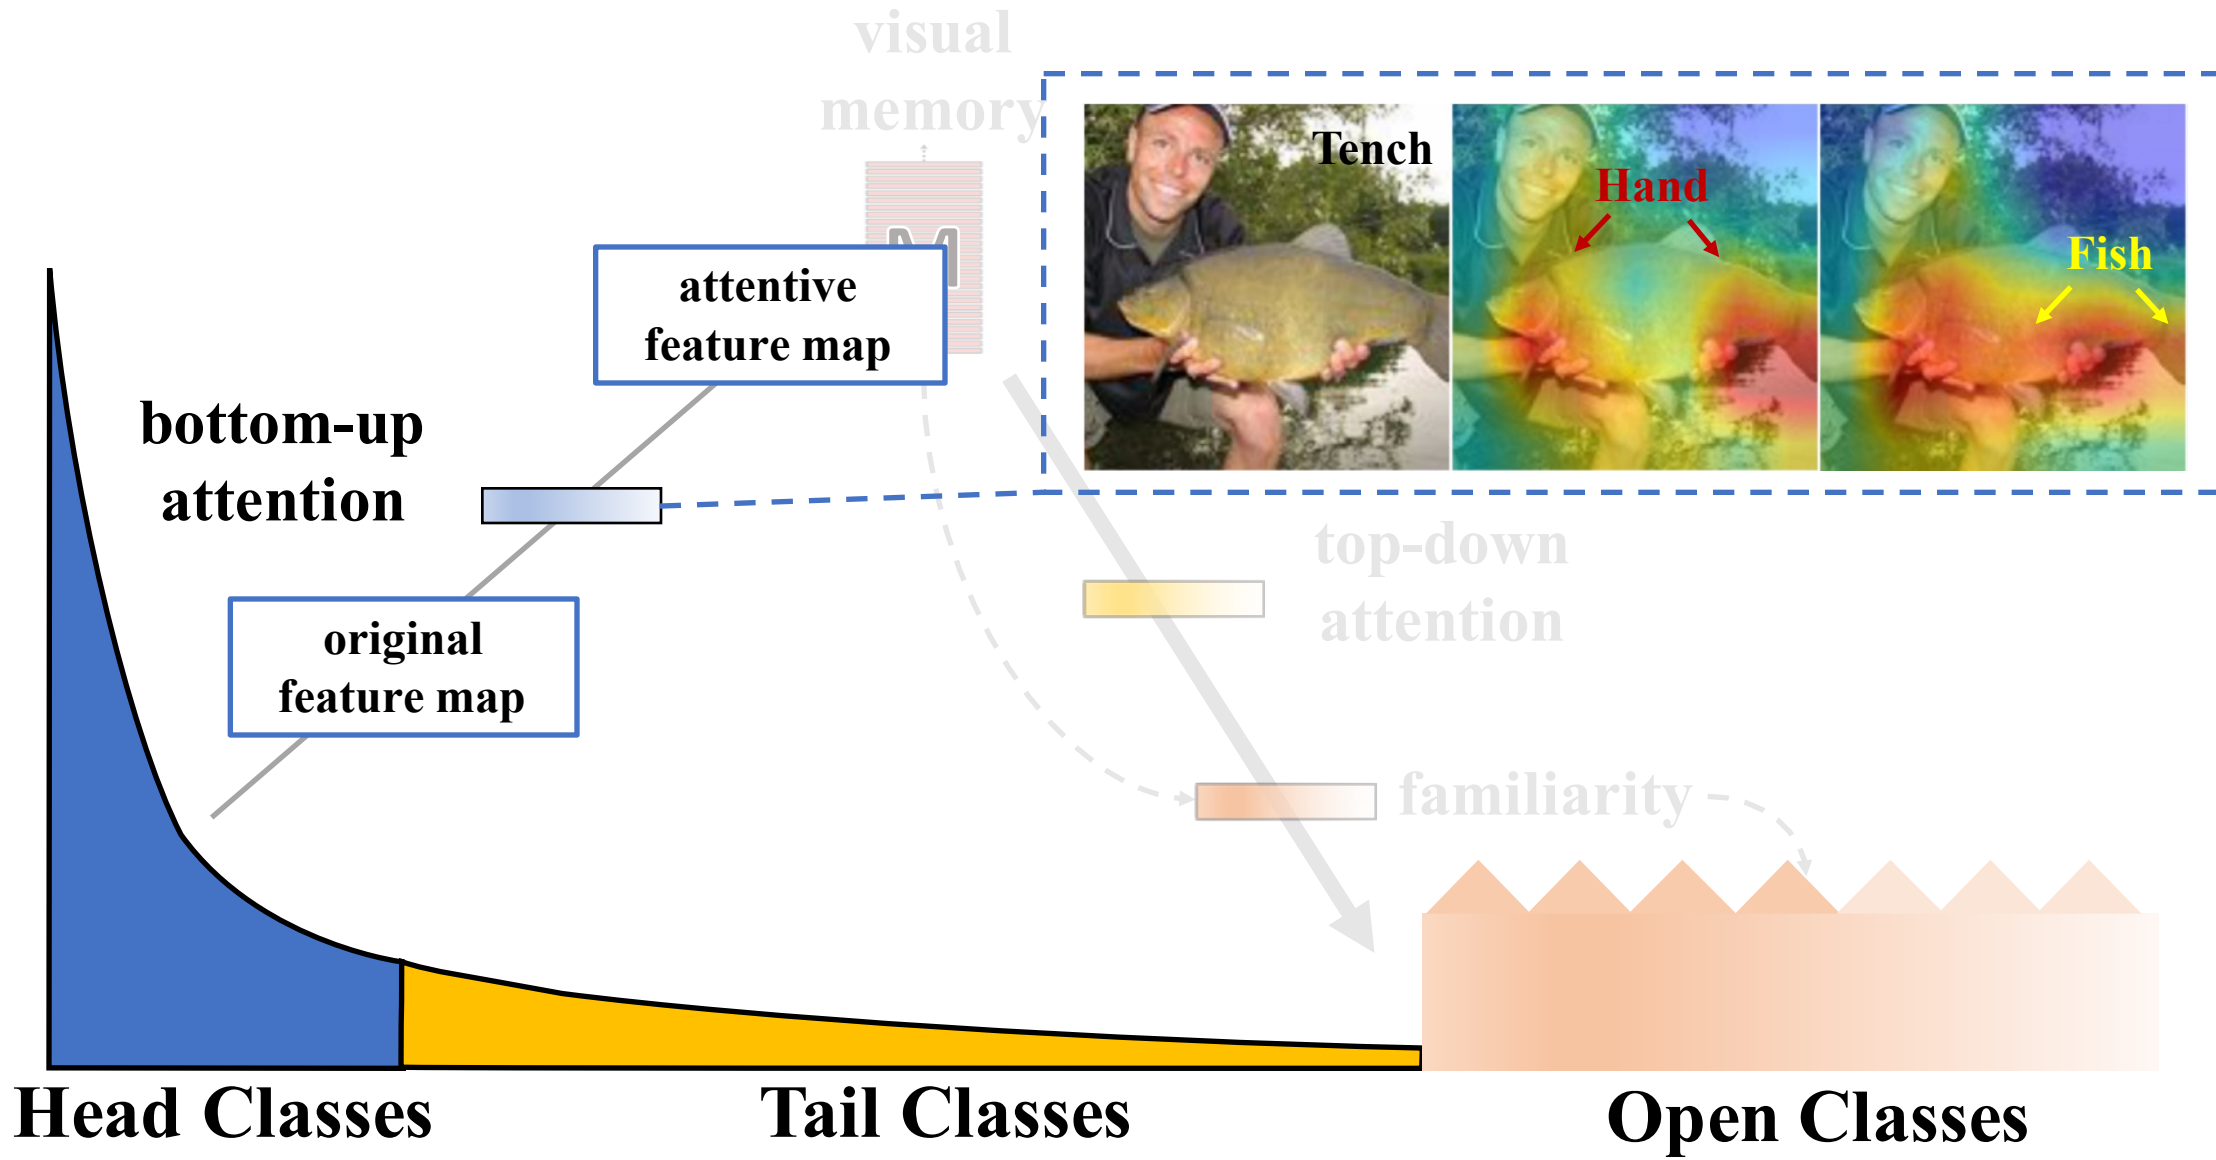 visual
memory
M
Tench
Hand
Fish
attentive
feature map
bottom-up
attention
original
feature map
top-down
attention
familiarity
Head Classes
Tail Classes
Open Classes